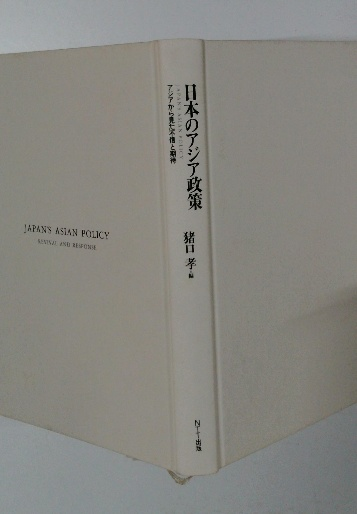 JAPAN'S ASIAN POLICY
REVIVAL AND RESPONSE
日本のアジア政策
アジアから見た不信と期待
猪口 孝 編
NTT出版